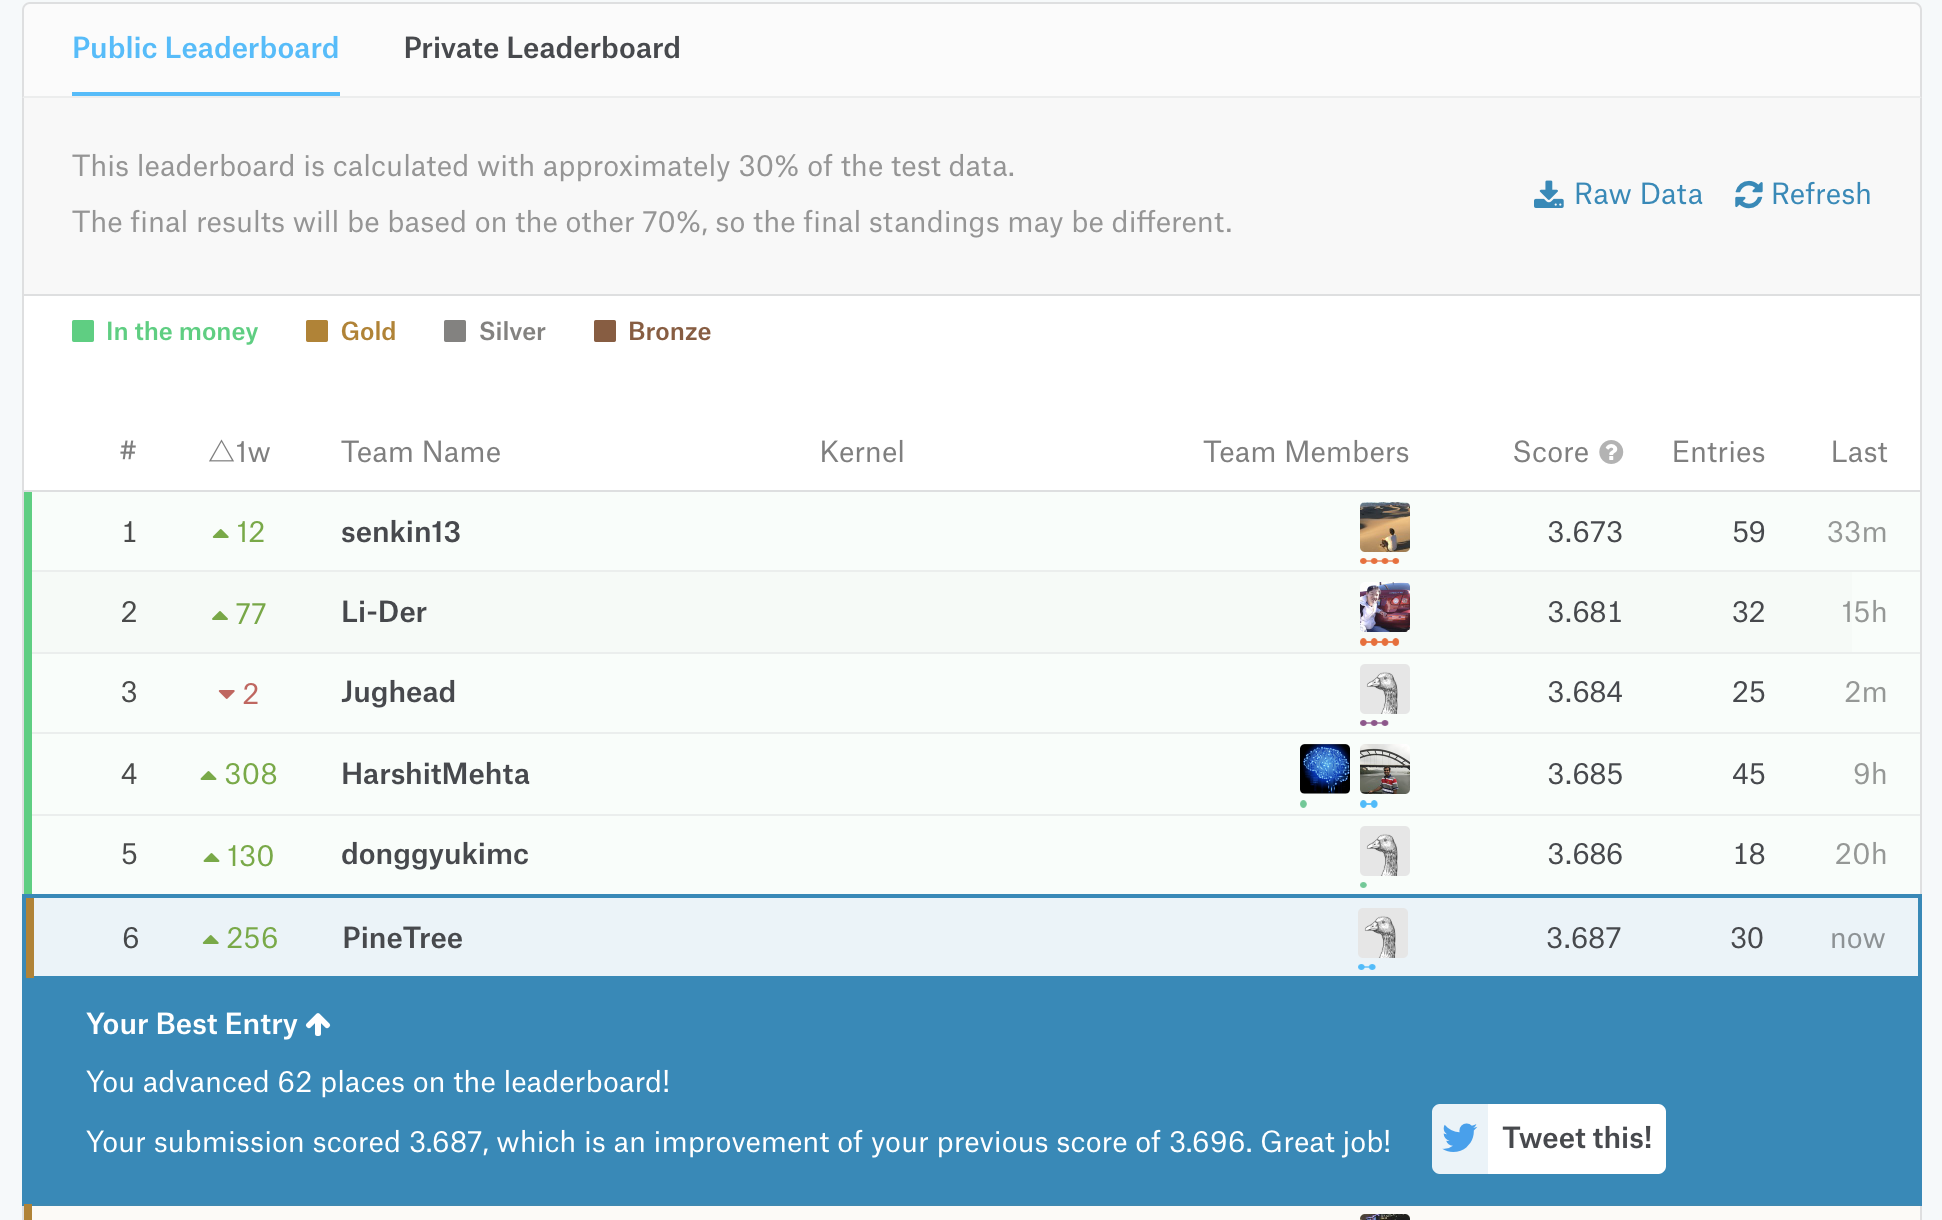 Public Leaderboard Private Leaderboard
This leaderboard is calculated with approximately 30% of the test data.
The final results will be based on the other 70%, so the final standings may be different.
Raw Data Refresh
In the money Gold Silver Bronze
# △1w Team Name Kernel Team Members Score ? Entries Last
1 ▲ 12 senkin13 3.673 59 33m
2 ▲ 77 Li-Der 3.681 32 15h
3 ▼ 2 Jughead 3.684 25 2m
4 ▲ 308 HarshitMehta 3.685 45 9h
5 ▲ 130 donggyukimc 3.686 18 20h
6 ▲ 256 PineTree 3.687 30 now
Your Best Entry ↑
You advanced 62 places on the leaderboard!
Your submission scored 3.687, which is an improvement of your previous score of 3.696. Great job!
Tweet this!